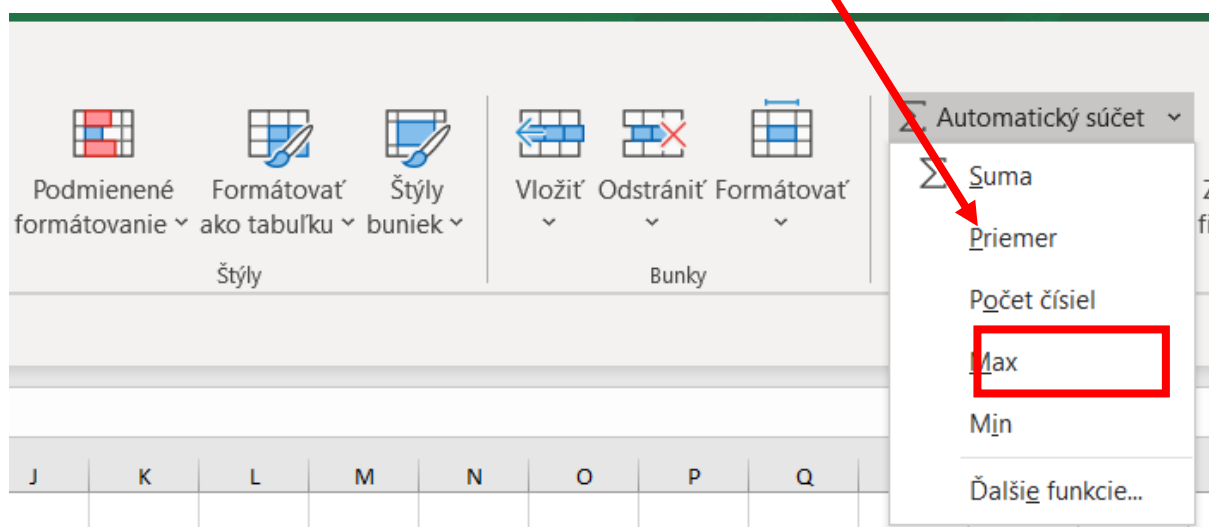 Podmienené
formátovanie
Formátovať
ako tabuľku
Štýly
buniek
Štýly
Vložiť
Odstrániť
Formátovať
Bunky
Automatický súčet
Suma
Priemer
Počet čísiel
Max
Min
Ďalšie funkcie...
J K L M N O P Q